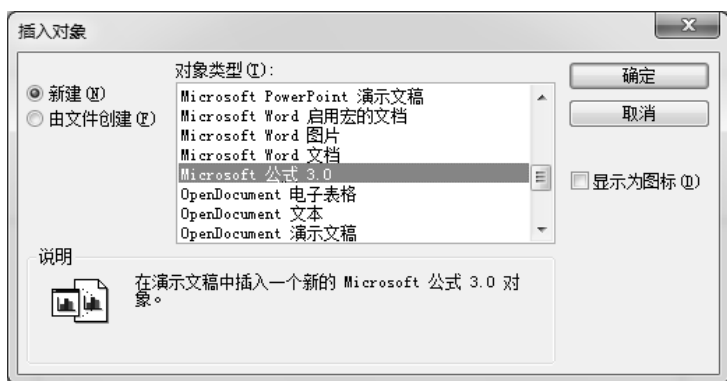 插入对象
对象类型(T):
新建(N)
由文件创建(F)
Microsoft PowerPoint 演示文稿
Microsoft Word 启用宏的文档
Microsoft Word 图片
Microsoft Word 文档
Microsoft 公式 3.0
OpenDocument 电子表格
OpenDocument 文本
OpenDocument 演示文稿
确定
取消
显示为图标(D)
说明
在演示文稿中插入一个新的 Microsoft 公式 3.0 对
象。